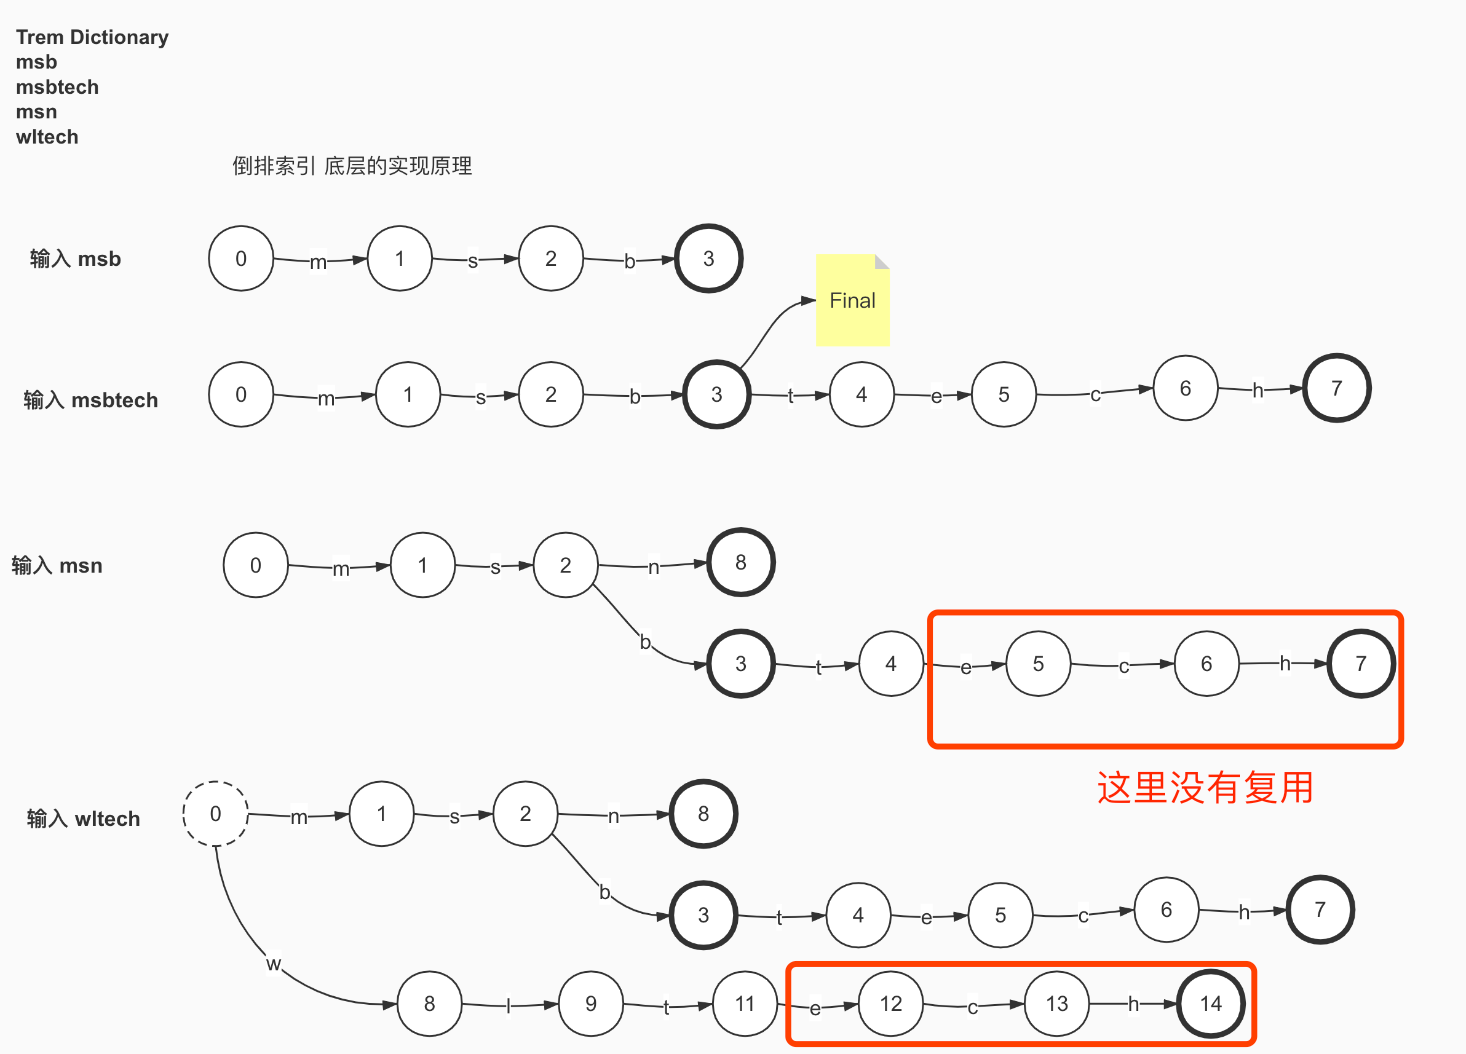 Trem Dictionary
msb
msbtech
msn
wltech
倒排索引 底层的实现原理
输入 msb
0 m 1 s 2 b 3
Final
输入 msbtech
0 m 1 s 2 b 3 t 4 e 5 c 6 h 7
输入 msn
0 m 1 s 2 n 8
b 3 t 4 e 5 c 6 h 7
这里没有复用
输入 wltech
0 m 1 s 2 n 8
b 3 t 4 e 5 c 6 h 7
w 8 l 9 t 11 e 12 c 13 h 14